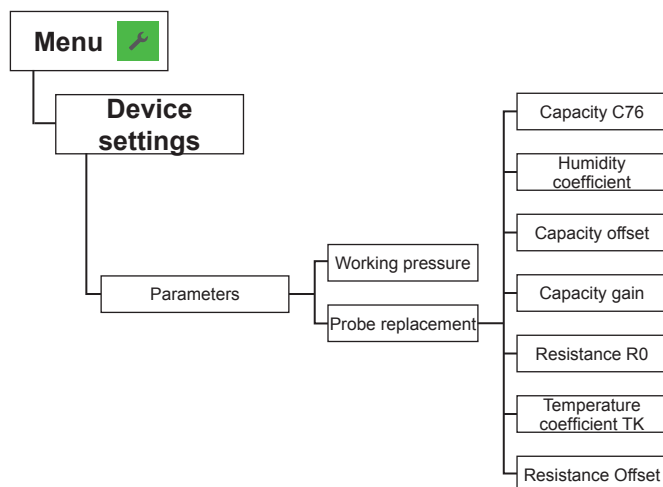 Menu
Device
settings
Parameters
Working pressure
Probe replacement
Capacity C76
Humidity
coefficient
Capacity offset
Capacity gain
Resistance R0
Temperature
coefficient TK
Resistance Offset